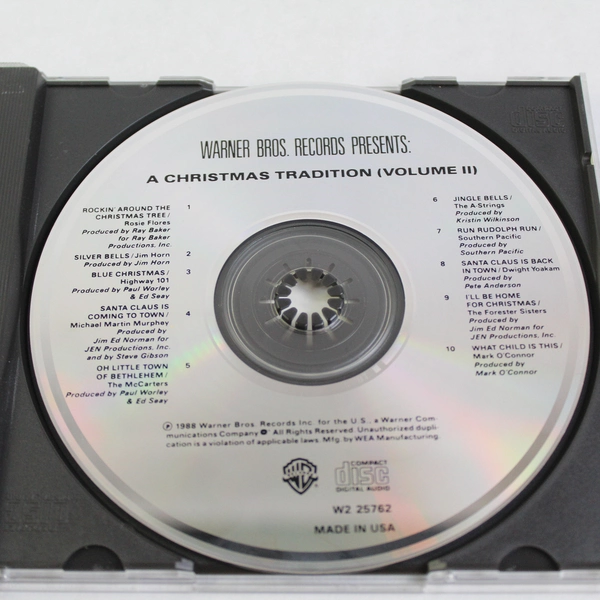 WARNER BROS. RECORDS PRESENTS:
A CHRISTMAS TRADITION (VOLUME II)
ROCKIN' AROUND THE 1
CHRISTMAS TREE /
Rosie Flores
Produced by Ray Baker
for Ray Baker
Productions, Inc.
SILVER BELLS / Jim Horn 2
Produced by Jim Horn
BLUE CHRISTMAS / 3
Highway 101
Produced by Paul Worley
& Ed Seay
SANTA CLAUS IS
COMING TO TOWN / 4
Michael Martin Murphey
Produced by
Jim Ed Norman for
JEN Productions, Inc.
and by Steve Gibson
OH LITTLE TOWN 5
OF BETHLEHEM /
The McCarters
Produced by Paul Worley
& Ed Seay
6 JINGLE BELLS /
The A-Strings
Produced by
Kristin Wilkinson
7 RUN RUDOLPH RUN /
Southern Pacific
Produced by
Southern Pacific
8 SANTA CLAUS IS BACK
IN TOWN / Dwight Yoakam
Produced by
Pete Anderson
9 I'LL BE HOME
FOR CHRISTMAS /
The Forester Sisters
Produced by
Jim Ed Norman for
JEN Productions, Inc.
10 WHAT CHILD IS THIS /
Mark O'Connor
Produced by
Mark O'Connor
℗ 1988 Warner Bros. Records Inc. for the U.S., a Warner Com-
munications Company. All Rights Reserved. Unauthorized dupli-
cation is a violation of applicable laws. Mfg. by WEA Manufacturing.
COMPACT
disc
DIGITAL AUDIO
W2 25762
MADE IN USA